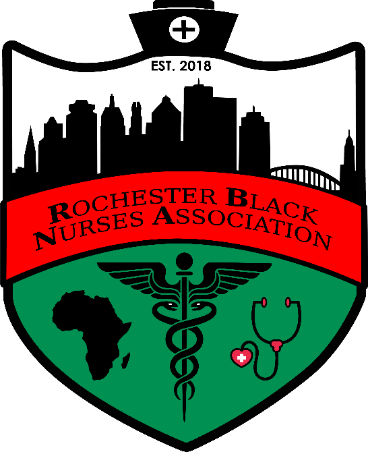 EST. 2018
ROCHESTER BLACK
NURSES ASSOCIATION